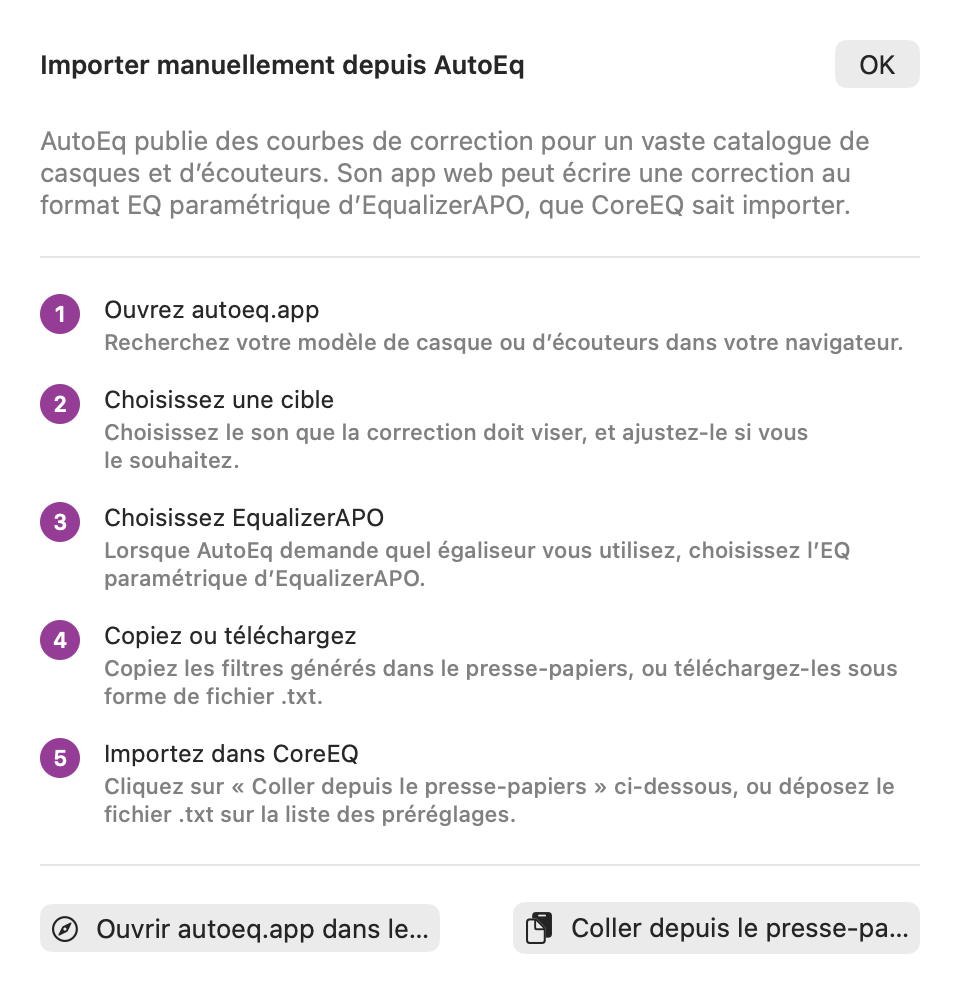 Importer manuellement depuis AutoEq
OK
AutoEq publie des courbes de correction pour un vaste catalogue de
casques et d’écouteurs. Son app web peut écrire une correction au
format EQ paramétrique d’EqualizerAPO, que CoreEQ sait importer.
1
Ouvrez autoeq.app
Recherchez votre modèle de casque ou d’écouteurs dans votre navigateur.
2
Choisissez une cible
Choisissez le son que la correction doit viser, et ajustez-le si vous
le souhaitez.
3
Choisissez EqualizerAPO
Lorsque AutoEq demande quel égaliseur vous utilisez, choisissez l’EQ
paramétrique d’EqualizerAPO.
4
Copiez ou téléchargez
Copiez les filtres générés dans le presse-papiers, ou téléchargez-les sous
forme de fichier .txt.
5
Importez dans CoreEQ
Cliquez sur « Coller depuis le presse-papiers » ci-dessous, ou déposez le
fichier .txt sur la liste des préréglages.
Ouvrir autoeq.app dans le...
Coller depuis le presse-pa...